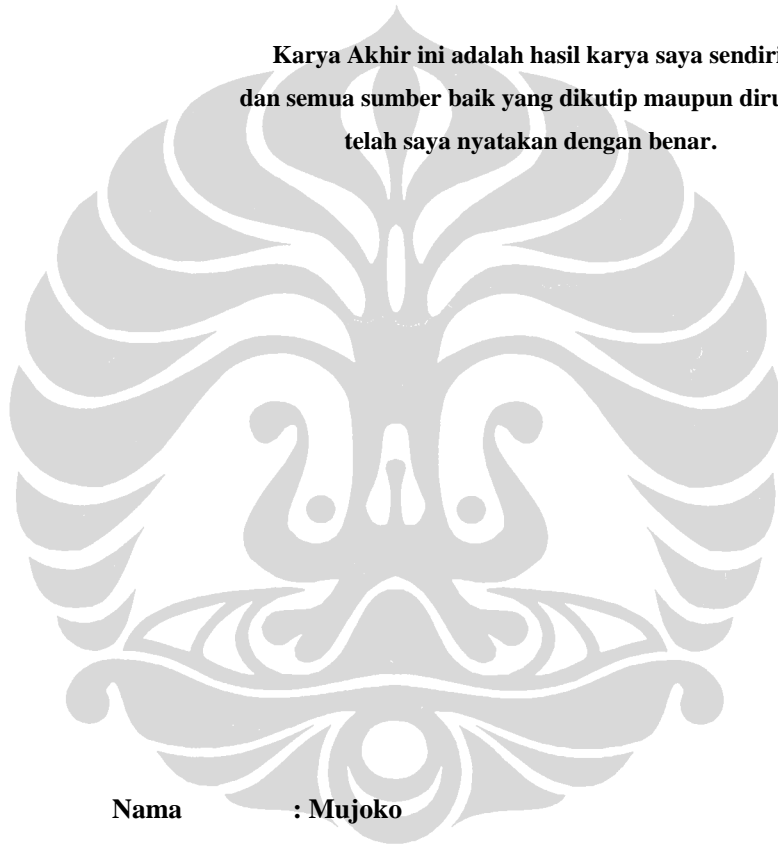 Karya Akhir ini adalah hasil karya saya sendiri
dan semua sumber baik yang dikutip maupun
telah saya nyatakan dengan benar.
Nama : Mujoko